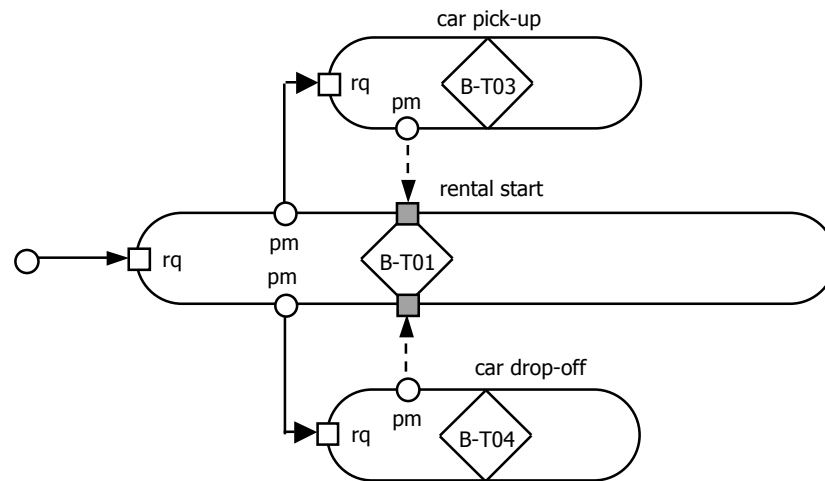 car pick-up
rq
B-T03
pm
rental start
pm
rq
B-T01
pm
car drop-off
pm
rq
B-T04